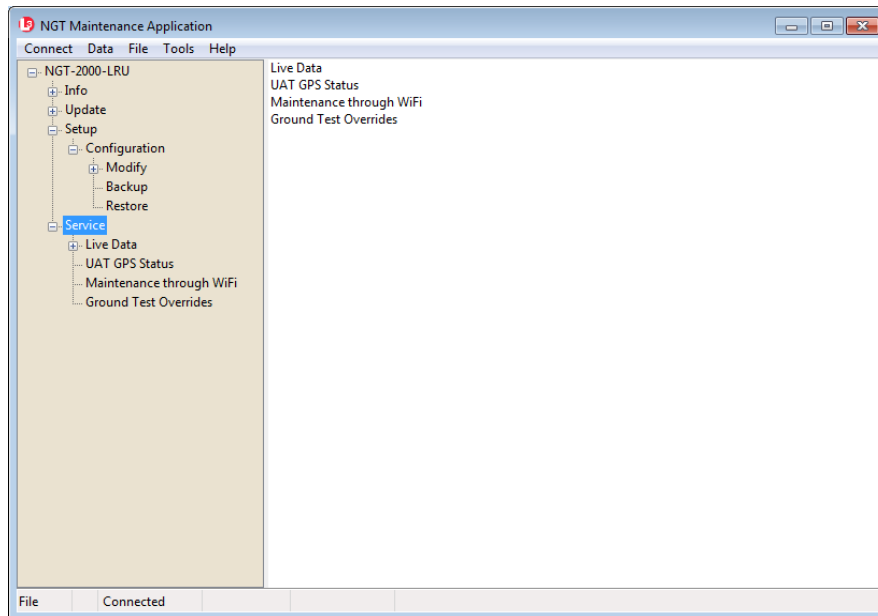 NGT Maintenance Application
Connect Data File Tools Help
NGT-2000-LRU
Info
Update
Setup
Configuration
Modify
Backup
Restore
Service
Live Data
UAT GPS Status
Maintenance through WiFi
Ground Test Overrides
Live Data
UAT GPS Status
Maintenance through WiFi
Ground Test Overrides
File Connected